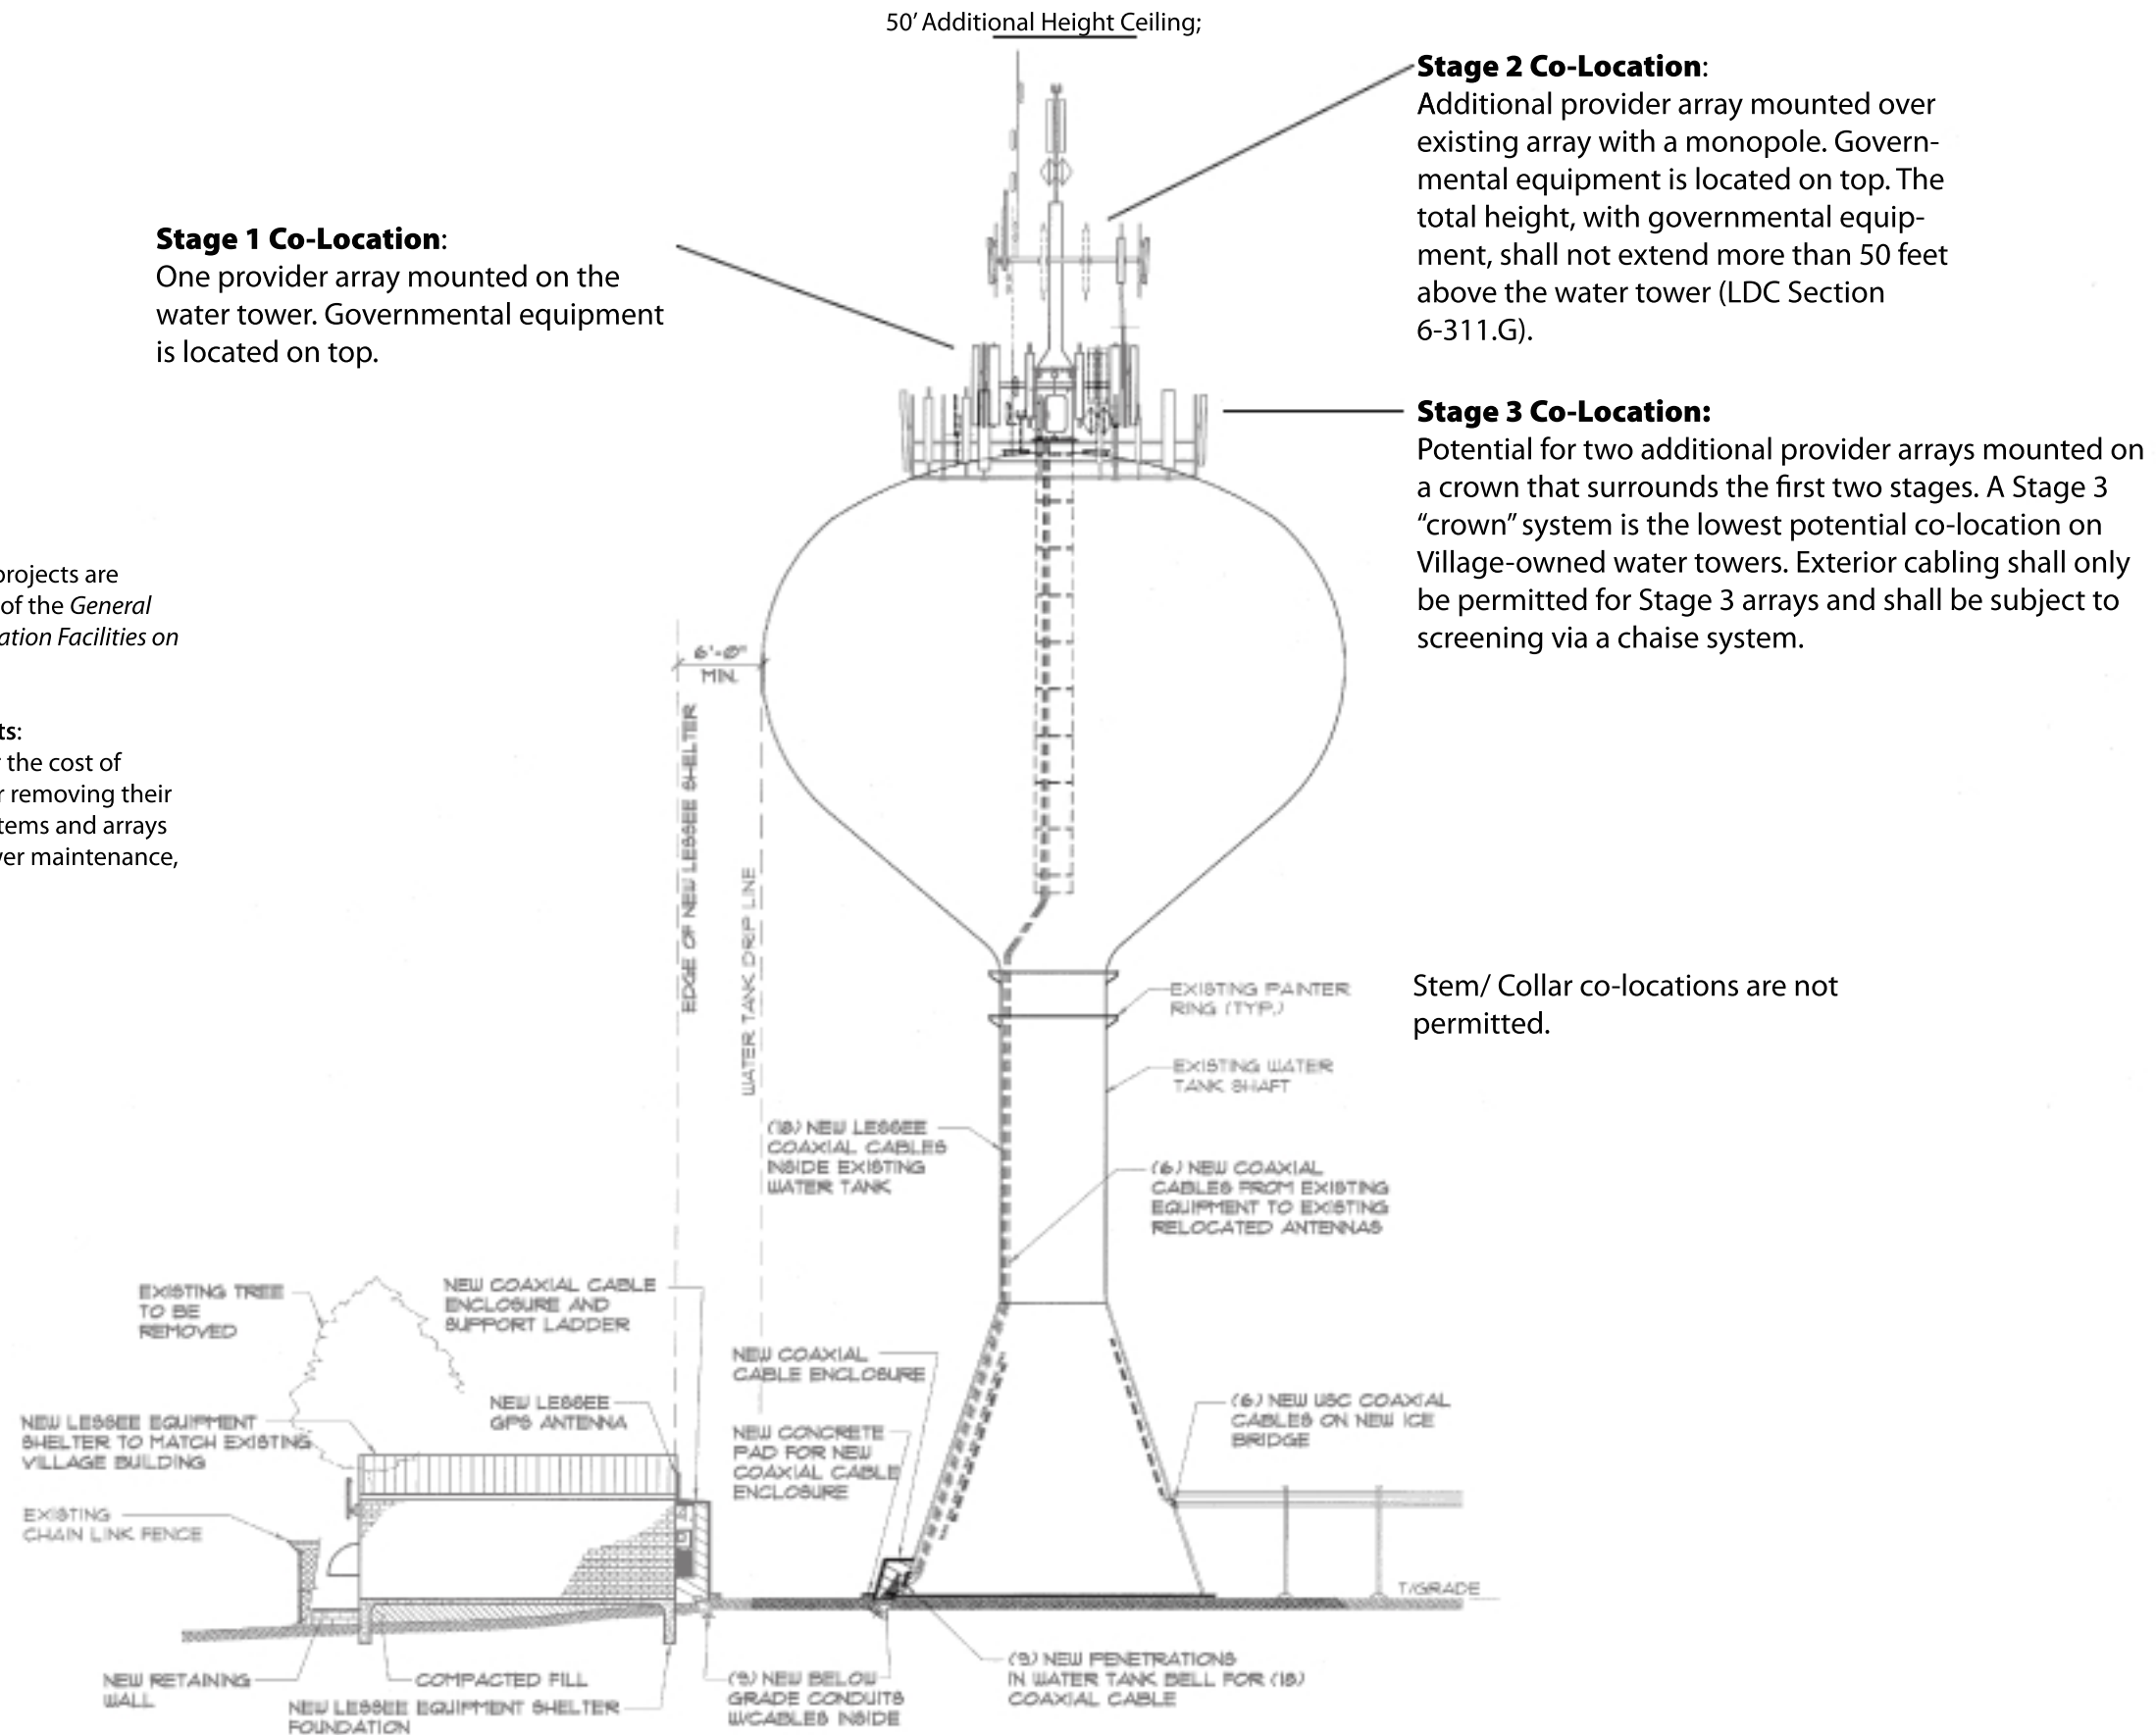 50’ Additional Height Ceiling;
Stage 2 Co-Location:
Additional provider array mounted over
existing array with a monopole. Govern-
mental equipment is located on top. The
total height, with governmental equip-
ment, shall not extend more than 50 feet
above the water tower (LDC Section
6-311.G).
Stage 1 Co-Location:
One provider array mounted on the
water tower. Governmental equipment
is located on top.
Stage 3 Co-Location:
Potential for two additional provider arrays mounted on
a crown that surrounds the first two stages. A Stage 3
“crown” system is the lowest potential co-location on
Village-owned water towers. Exterior cabling shall only
be permitted for Stage 3 arrays and shall be subject to
screening via a chaise system.
projects are
of the General
ation Facilities on
ts:
r the cost of
r removing their
tems and arrays
ver maintenance,
6'-0"
MIN.
EDGE OF NEW LESSEE SHELTER
WATER TANK DRIP LINE
EXISTING PAINTER
RING (TYP.)
Stem/ Collar co-locations are not
permitted.
EXISTING WATER
TANK SHAFT
(18) NEW LESSEE
COAXIAL CABLES
INSIDE EXISTING
WATER TANK
(6) NEW COAXIAL
CABLES FROM EXISTING
EQUIPMENT TO EXISTING
RELOCATED ANTENNAS
EXISTING TREE
TO BE
REMOVED
NEW COAXIAL CABLE
ENCLOSURE AND
SUPPORT LADDER
NEW COAXIAL
CABLE ENCLOSURE
NEW LESSEE
GPS ANTENNA
(6) NEW USC COAXIAL
CABLES ON NEW ICE
BRIDGE
NEW LESSEE EQUIPMENT
SHELTER TO MATCH EXISTING
VILLAGE BUILDING
NEW CONCRETE
PAD FOR NEW
COAXIAL CABLE
ENCLOSURE
EXISTING
CHAIN LINK FENCE
T/GRADE
NEW RETAINING
WALL
COMPACTED FILL
NEW LESSEE EQUIPMENT SHELTER
FOUNDATION
NEW BELOW
GRADE CONDUITS
W/CABLES INSIDE
NEW PENETRATIONS
IN WATER TANK BELL FOR (18)
COAXIAL CABLE